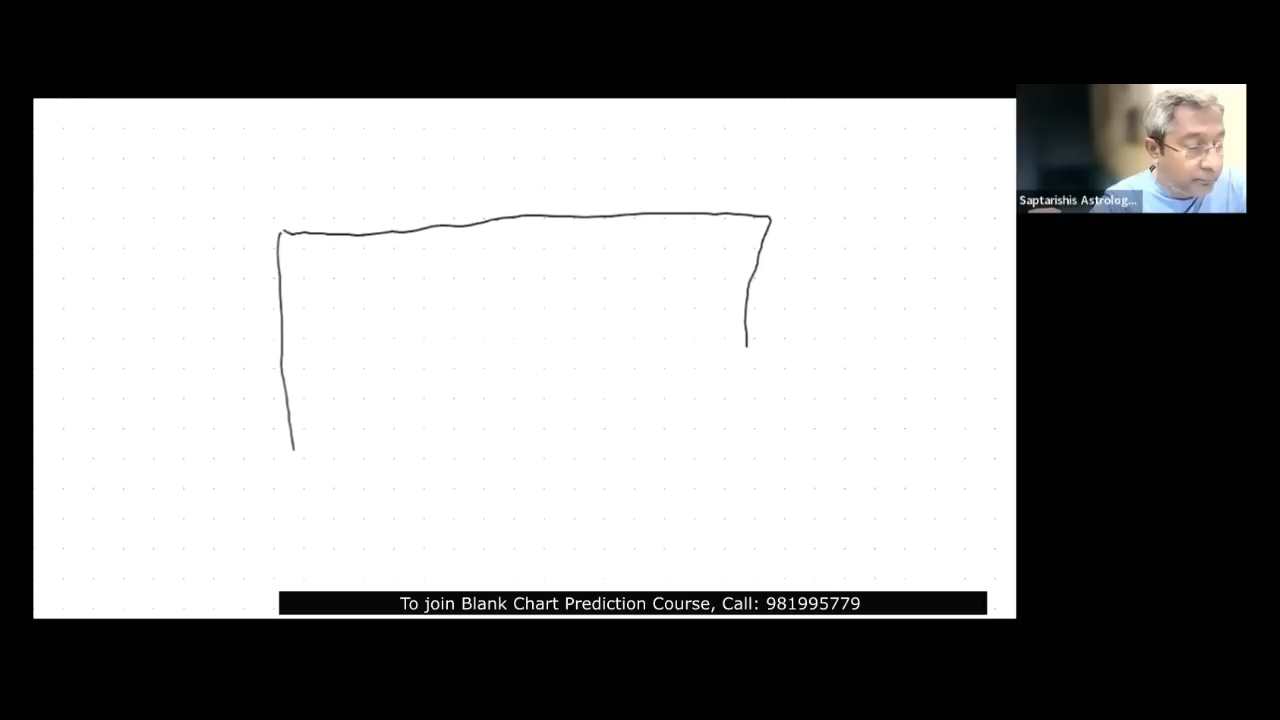 Saptarishis Astrolog...
To join Blank Chart Prediction Course, Call: 981995779